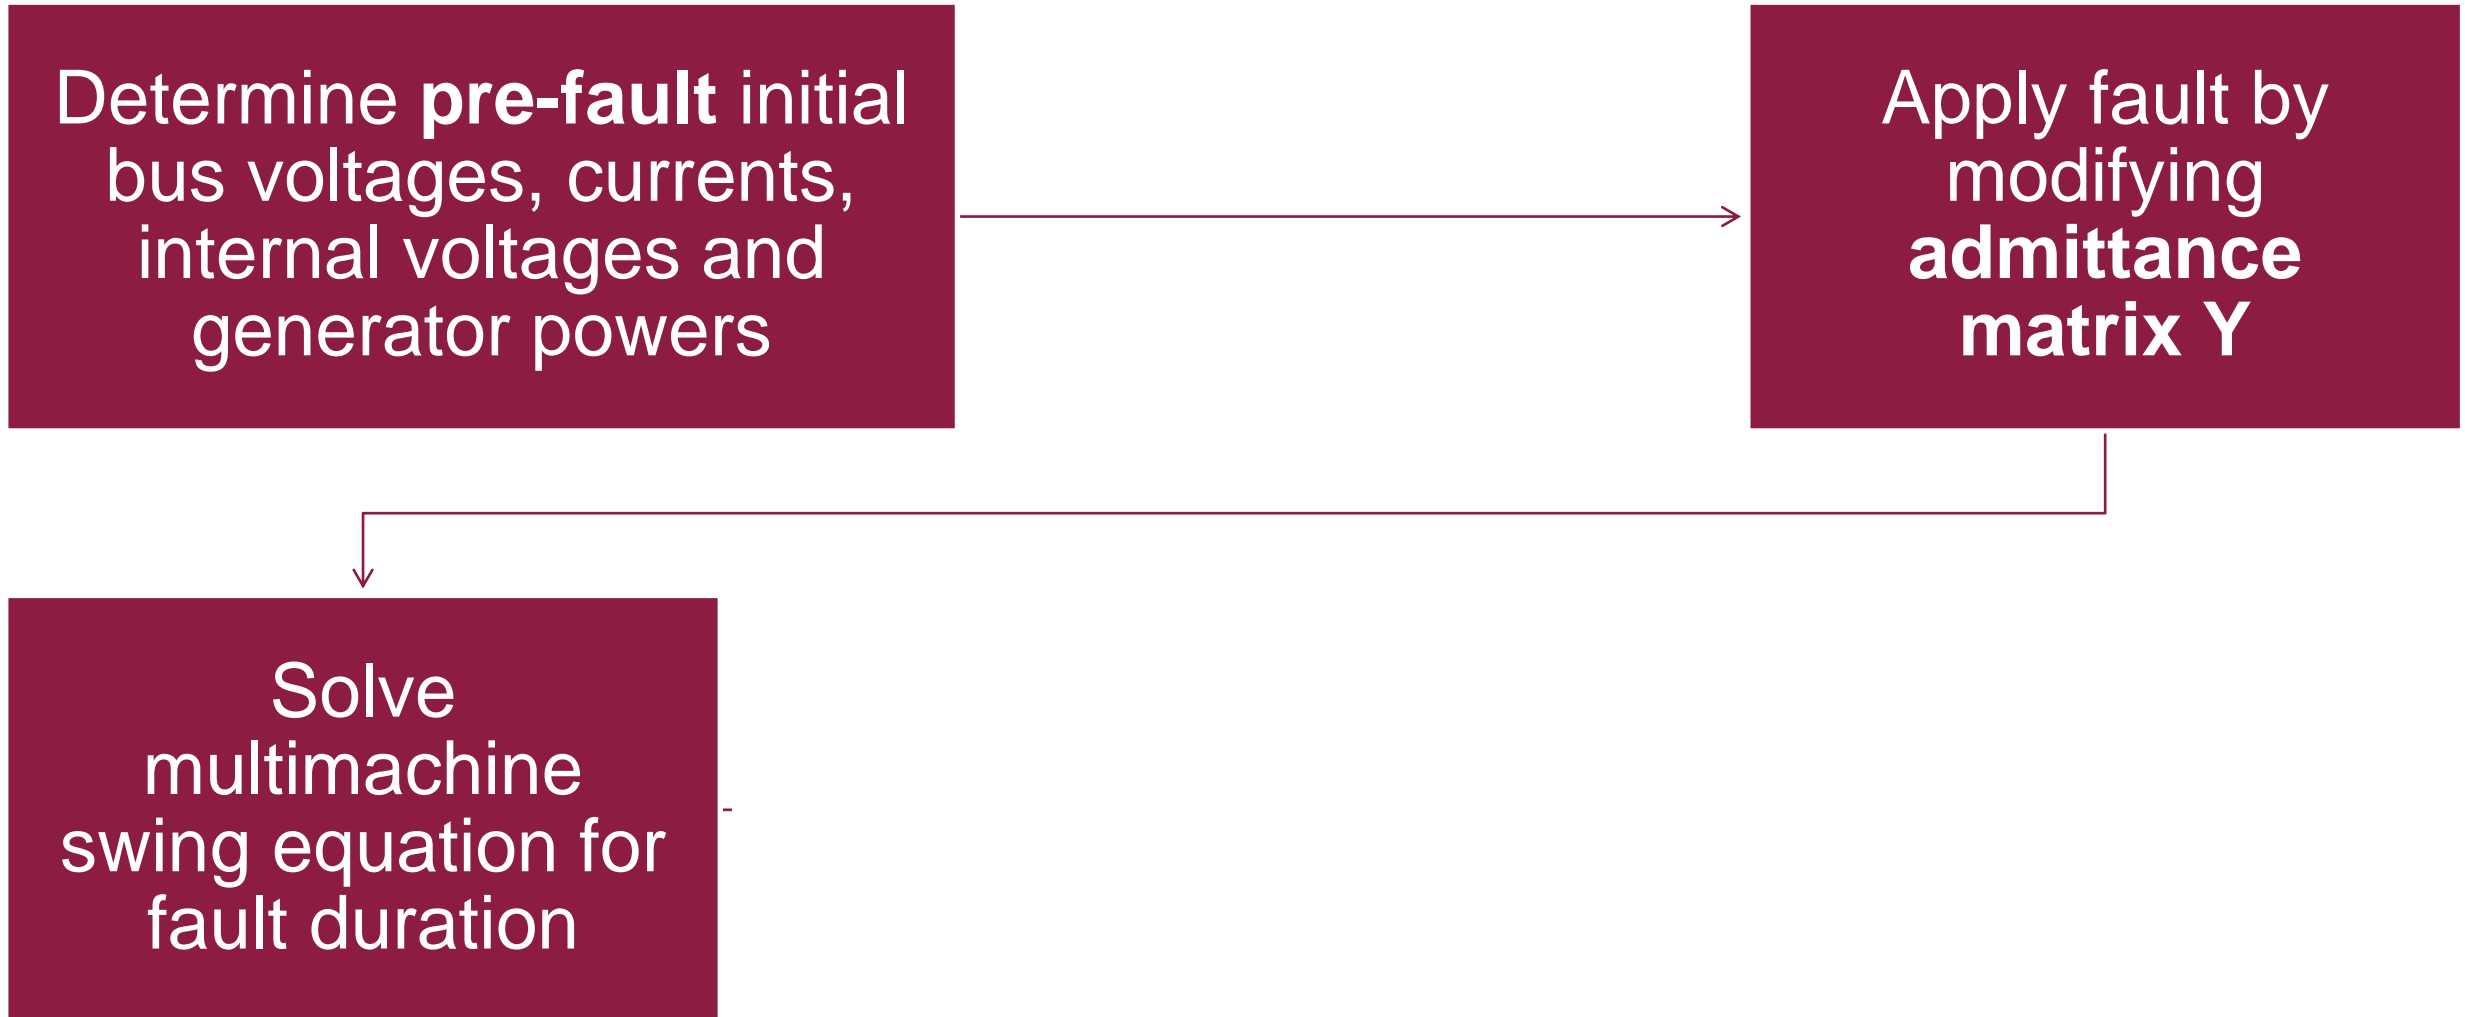 Determine pre-fault initial
bus voltages, currents,
internal voltages and
generator powers
Apply fault by
modifying
admittance
matrix Y
Solve
multimachine
swing equation for
fault duration